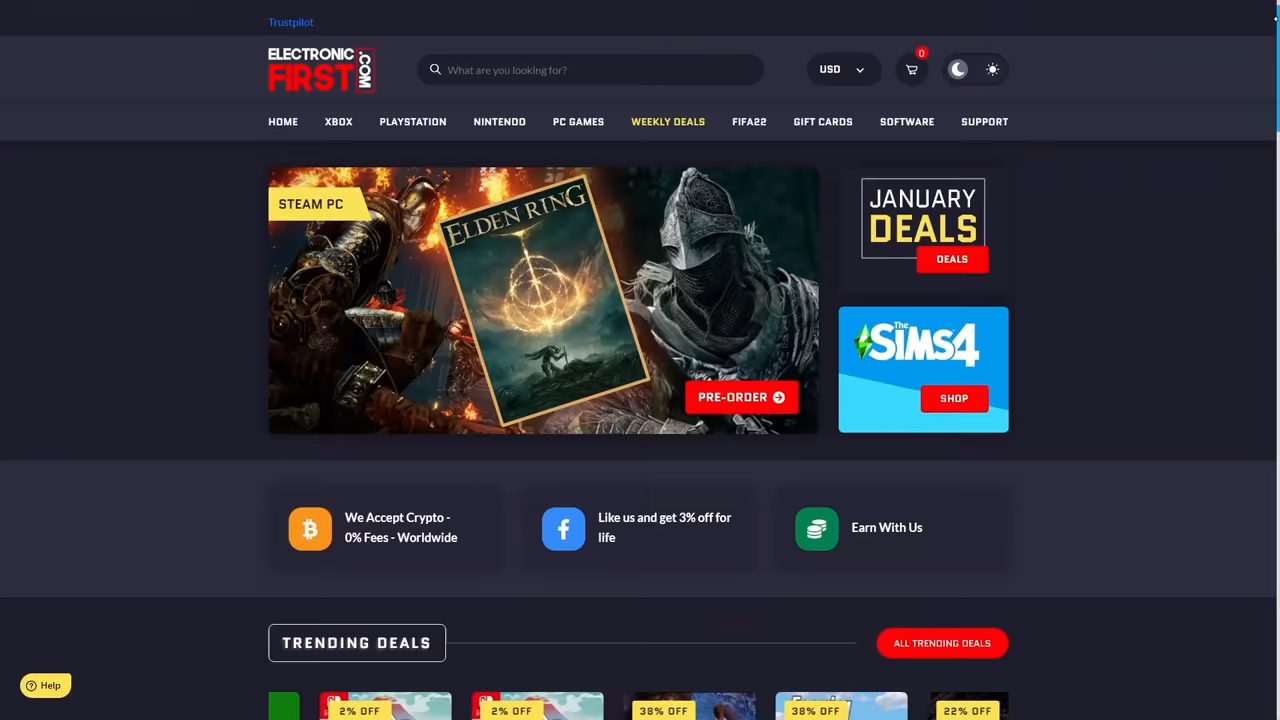 Trustpilot
ELECTRONIC
FIRST
.COM
What are you looking for?
USD
0
HOME
XBOX
PLAYSTATION
NINTENDO
PC GAMES
WEEKLY DEALS
FIFA22
GIFT CARDS
SOFTWARE
SUPPORT
STEAM PC
ELDEN RING
PRE-ORDER
JANUARY
DEALS
DEALS
The
SIMS4
SHOP
We Accept Crypto -
0% Fees - Worldwide
Like us and get 3% off for
life
Earn With Us
TRENDING DEALS
ALL TRENDING DEALS
Help
2% OFF
2% OFF
38% OFF
38% OFF
22% OFF